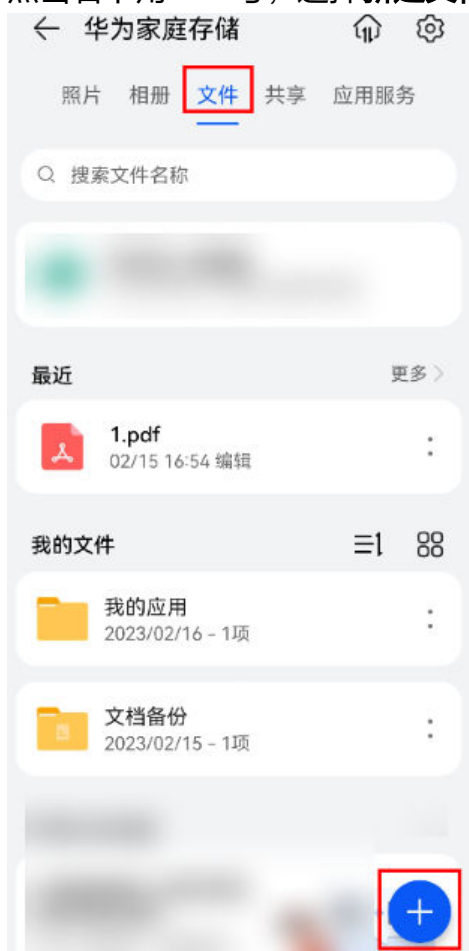 华为家庭存储
照片 相册 文件 共享 应用服务
搜索文件名称
最近 更多
1.pdf
02/15 16:54 编辑
我的文件
我的应用
2023/02/16 - 1项
文档备份
2023/02/15 - 1项